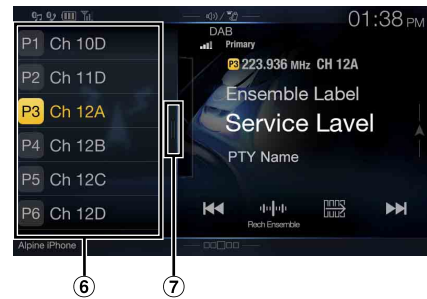 01:38 PM
P1 Ch 10D
P2 Ch 11D
P3 Ch 12A
P4 Ch 12B
P5 Ch 12C
P6 Ch 12D
DAB
Primary
P3 223.936 MHz CH 12A
Ensemble Label
Service Lavel
PTY Name
Rech Ensemble
Alpine iPhone
6
7